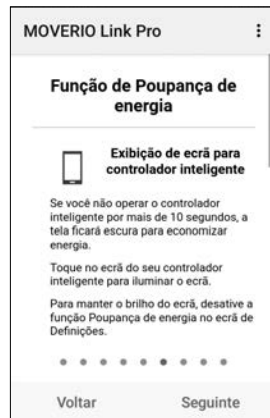 MOVERIO Link Pro
Função de Poupança de
energia
Exibição de ecrã para
controlador inteligente
Se você não operar o controlador
inteligente por mais de 10 segundos, a
tela ficará escura para economizar
energia.
Toque no ecrã do seu controlador
inteligente para iluminar o ecrã.
Para manter o brilho do ecrã, desative a
função Poupança de energia no ecrã de
Definições.
Voltar
Seguinte